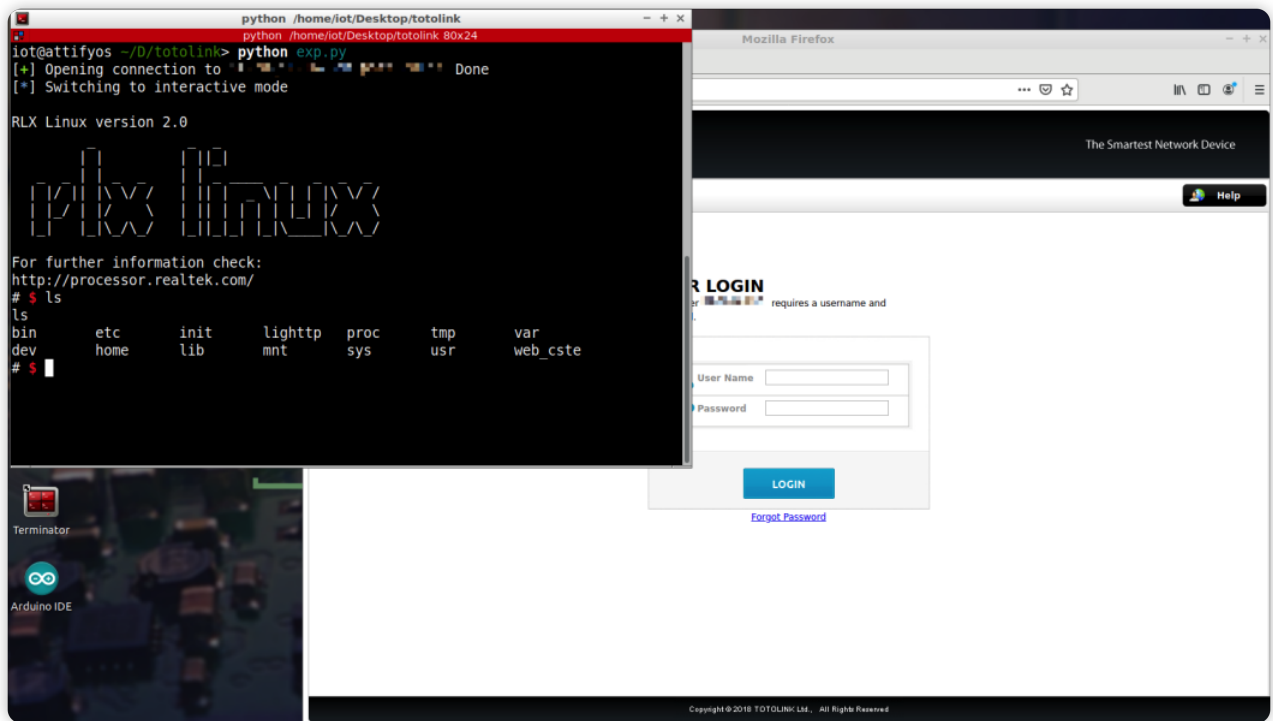 python /home/iot/Desktop/totolink
python /home/iot/Desktop/totolink 80x24
iot@attifyos ~/D/totolink> python exp.py
[+] Opening connection to Done
[*] Switching to interactive mode
RLX Linux version 2.0
rlx linux
For further information check:
http://processor.realtek.com/
# $ ls
ls
bin etc init lighttp proc tmp var
dev home lib mnt sys usr web_cste
# $
Terminator
Arduino IDE
Mozilla Firefox
The Smartest Network Device
Help
R LOGIN
er requires a username and
User Name
Password
LOGIN
Forgot Password
Copyright © 2018 TOTOLINK Ltd., All Rights Reserved